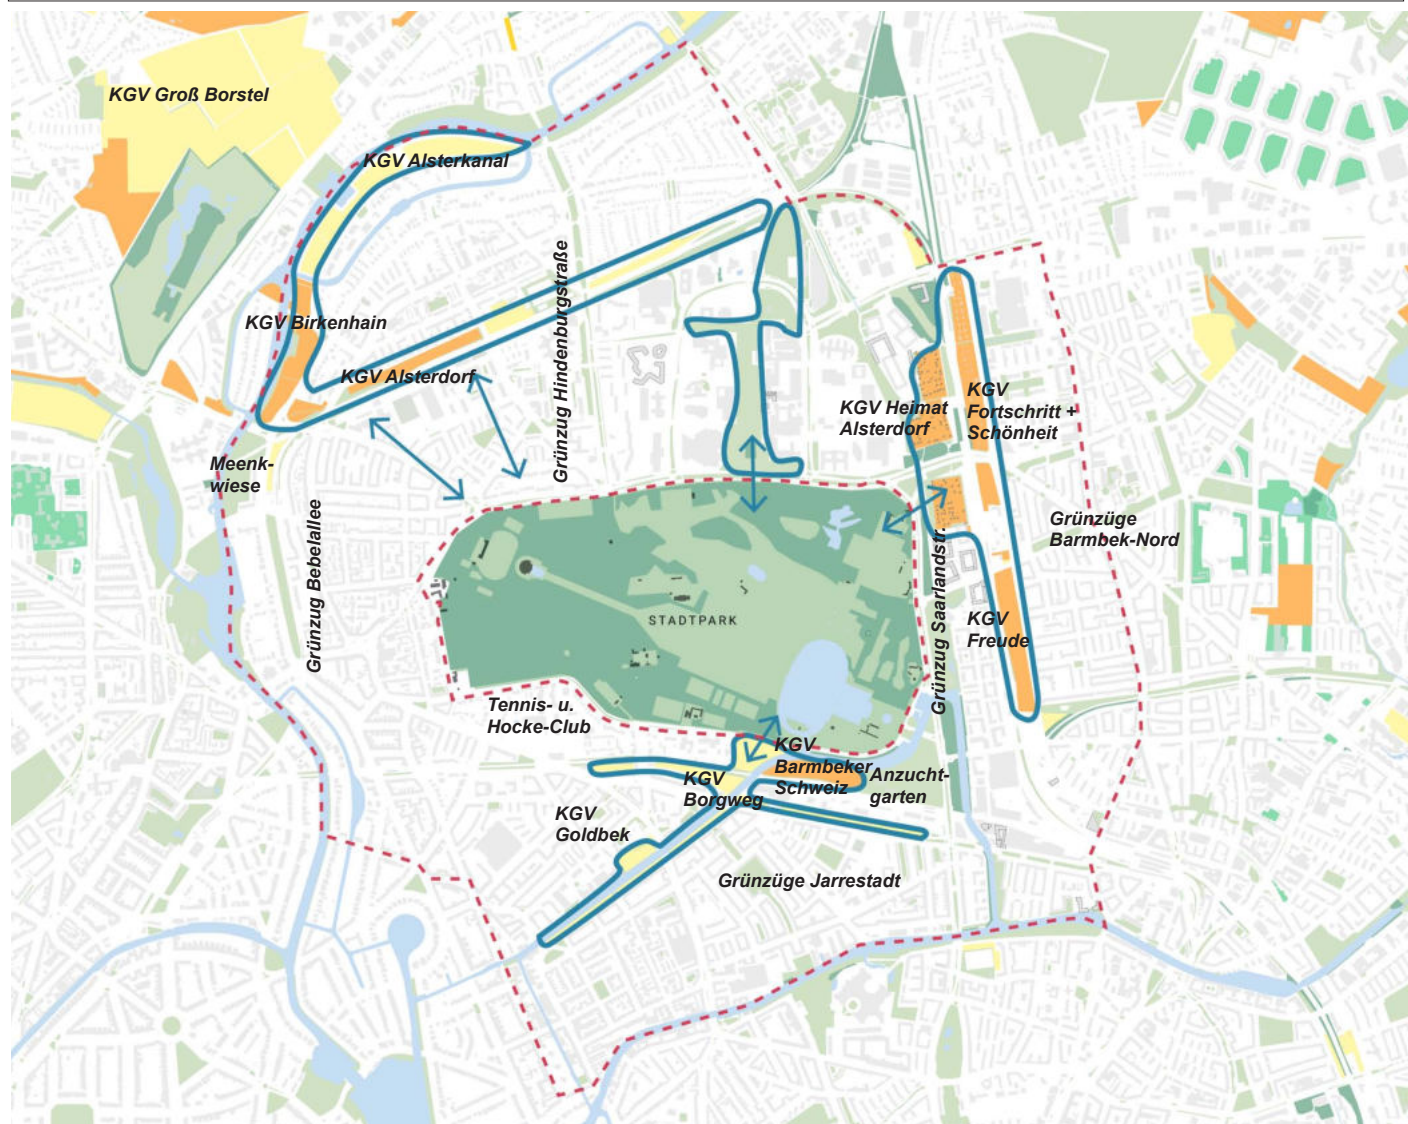 KGV Groß Borstel
KGV Alsterkanal
KGV Birkenhain
KGV Alsterdorf
Grünzug Hindenburgstraße
KGV Heimat
Alsterdorf
KGV
Fortschritt +
Schönheit
Meenk-
wiese
Grünzug Bebelallee
Grünzüge
Barmbek-Nord
STADTPARK
Grünzug Saarlandstr.
KGV
Freude
Tennis- u.
Hocke-Club
KGV
Barmbeker
Schweiz
KGV
Borgweg
Anzucht-
garten
KGV
Goldbek
Grünzüge Jarrestadt